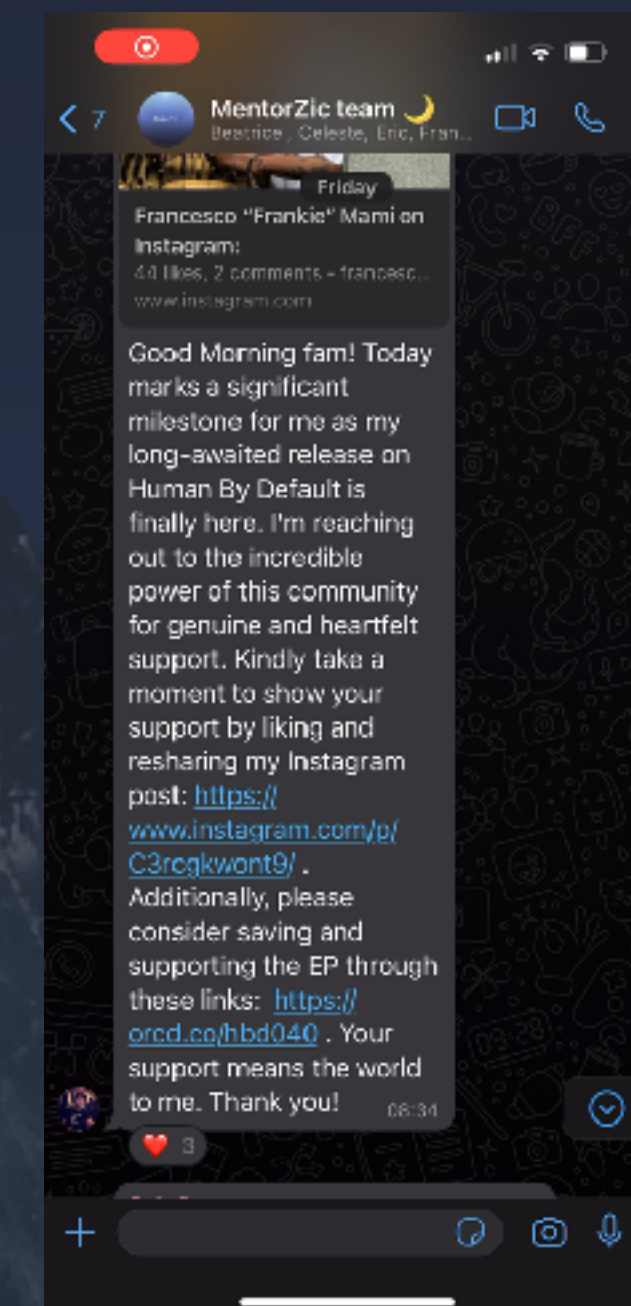 7
MentorZic team 🌙
Beatrice , Celeste, Eric, Fran...
Friday
Francesco “Frankie” Mami on
Instagram:
44 likes, 2 comments - francesc...
www.instagram.com
Good Morning fam! Today
marks a significant
milestone for me as my
long-awaited release on
Human By Default is
finally here. I'm reaching
out to the incredible
power of this community
for genuine and heartfelt
support. Kindly take a
moment to show your
support by liking and
resharing my Instagram
post: https://
www.instagram.com/p/
C3rcgkwont9/ .
Additionally, please
consider saving and
supporting the EP through
these links: https://
orcd.co/hbd040 . Your
support means the world
to me. Thank you!
08:34
❤️ 3